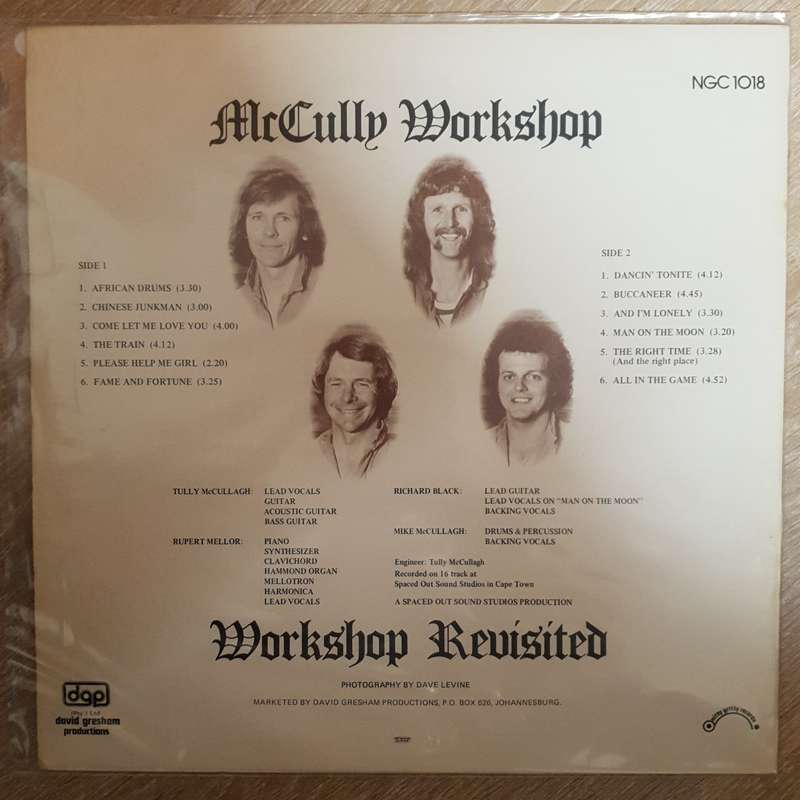 NGC 1018
McCully Workshop
SIDE 1
1. AFRICAN DRUMS (3.30)
2. CHINESE JUNKMAN (3.00)
3. COME LET ME LOVE YOU (4.00)
4. THE TRAIN (4.12)
5. PLEASE HELP ME GIRL (2.20)
6. FAME AND FORTUNE (3.25)
SIDE 2
1. DANCIN' TONITE (4.12)
2. BUCCANEER (4.45)
3. AND I'M LONELY (3.30)
4. MAN ON THE MOON (3.20)
5. THE RIGHT TIME (3.28)
(And the right place)
6. ALL IN THE GAME (4.52)
TULLY McCULLAGH: LEAD VOCALS
GUITAR
ACOUSTIC GUITAR
BASS GUITAR
RUPERT MELLOR: PIANO
SYNTHESIZER
CLAVICHORD
HAMMOND ORGAN
MELLOTRON
HARMONICA
LEAD VOCALS
RICHARD BLACK: LEAD GUITAR
LEAD VOCALS ON "MAN ON THE MOON"
BACKING VOCALS
MIKE McCULLAGH: DRUMS & PERCUSSION
BACKING VOCALS
Engineer: Tully McCullagh
Recorded on 16 track at
Spaced Out Sound Studios in Cape Town
A SPACED OUT SOUND STUDIOS PRODUCTION
Workshop Revisited
PHOTOGRAPHY BY DAVE LEVINE
MARKETED BY DAVID GRESHAM PRODUCTIONS, P.O. BOX 626, JOHANNESBURG.
dgp
(Pty.) Ltd
david gresham
productions
nitty gritty records